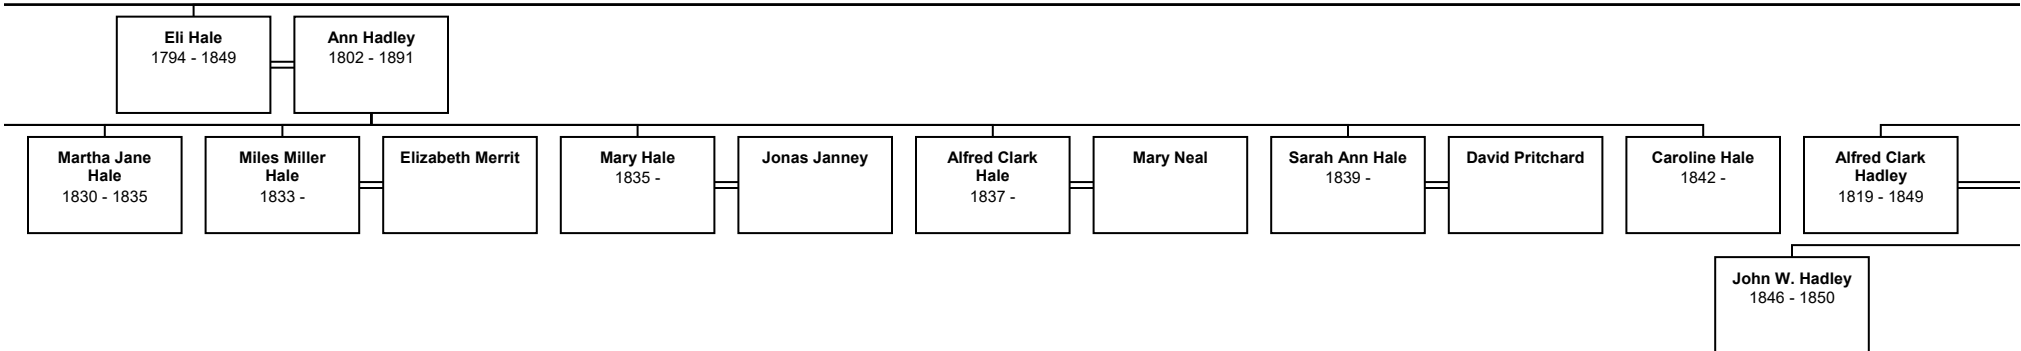 Eli Hale
1794 - 1849
Ann Hadley
1802 - 1891
Martha Jane
Hale
1830 - 1835
Miles Miller
Hale
1833 -
Elizabeth Merrit
Mary Hale
1835 -
Jonas Janney
Alfred Clark
Hale
1837 -
Mary Neal
Sarah Ann Hale
1839 -
David Pritchard
Caroline Hale
1842 -
Alfred Clark
Hadley
1819 - 1849
John W. Hadley
1846 - 1850